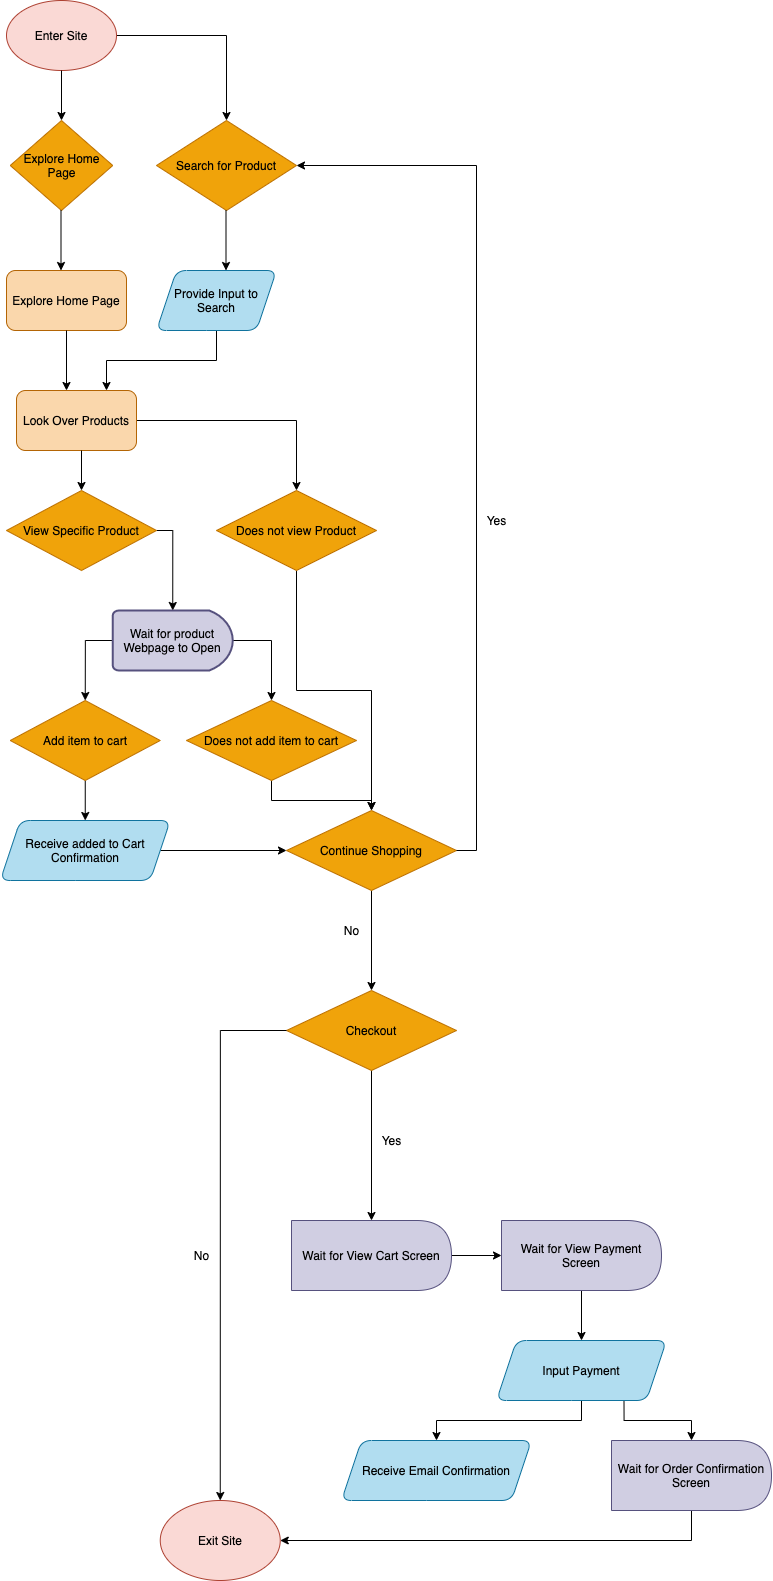 Enter Site
Explore Home
Page
Search for Product
Explore Home Page
Provide Input to
Search
Look Over Products
View Specific Product
Does not view Product
Yes
Wait for product
Webpage to Open
Add item to cart
Does not add item to cart
Receive added to Cart
Confirmation
Continue Shopping
No
Checkout
Yes
No
Wait for View Cart Screen
Wait for View Payment
Screen
Input Payment
Receive Email Confirmation
Wait for Order Confirmation
Screen
Exit Site